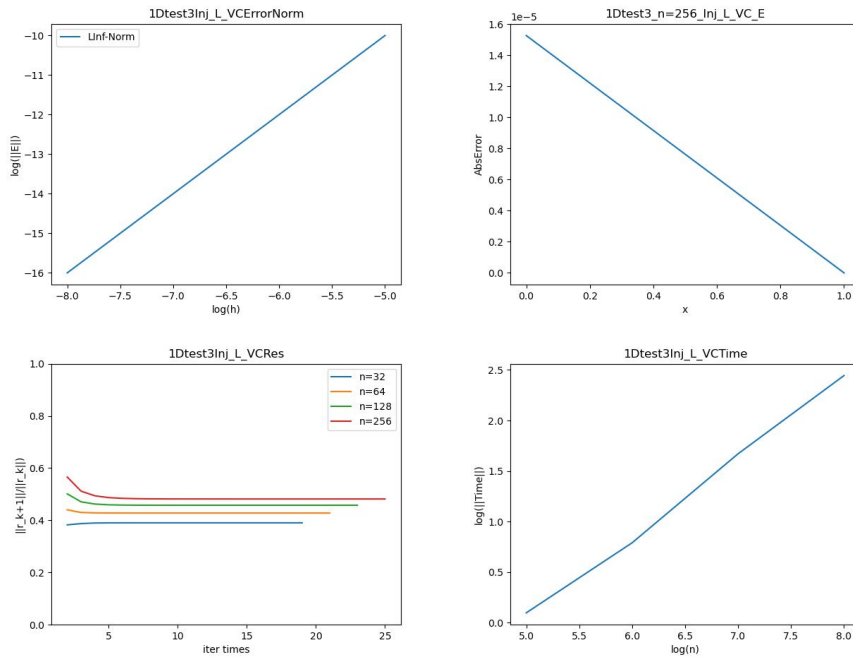 1Dtest3Inj_L_VCErrorNorm
LInf-Norm
log(||E||)
−10
−11
−12
−13
−14
−15
−16
−8.0 −7.5 −7.0 −6.5 −6.0 −5.5 −5.0
log(h)
1Dtest3_n=256_Inj_L_VC_E
1e−5
AbsError
1.6
1.4
1.2
1.0
0.8
0.6
0.4
0.2
0.0
0.0 0.2 0.4 0.6 0.8 1.0
x
1Dtest3Inj_L_VCRes
n=32
n=64
n=128
n=256
||r_k+1||/||r_k||)
1.0
0.8
0.6
0.4
0.2
0.0
5 10 15 20 25
iter times
1Dtest3Inj_L_VCTime
log(||Time||)
2.5
2.0
1.5
1.0
0.5
0.0
5.0 5.5 6.0 6.5 7.0 7.5 8.0
log(n)